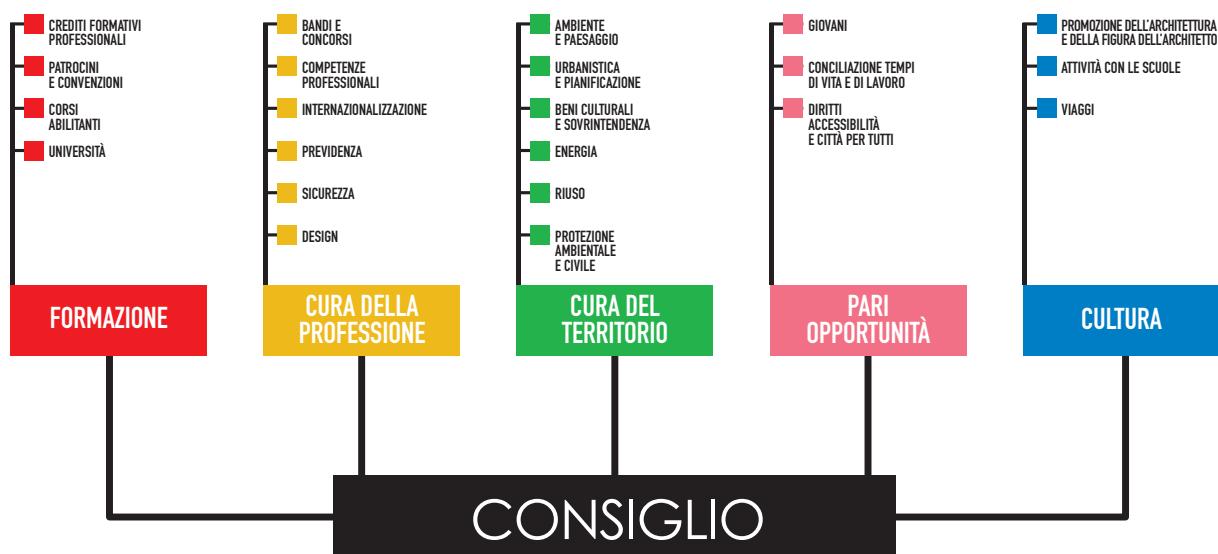 CREDITI FORMATIVI
PROFESSIONALI
PATROCINI
E CONVENZIONI
CORSI
ABILITANTI
UNIVERSITÀ
FORMAZIONE
BANDI E
CONCORSI
COMPETENZE
PROFESSIONALI
INTERNAZIONALIZZAZIONE
PREVIDENZA
SICUREZZA
DESIGN
CURA DELLA
PROFESSIONE
AMBIENTE
E PAESAGGIO
URBANISTICA
E PIANIFICAZIONE
BENI CULTURALI
E SOVRINTENDENZA
ENERGIA
RIUSO
PROTEZIONE
AMBIENTALE
E CIVILE
CURA DEL
TERRITORIO
GIOVANI
CONCILIAZIONE TEMPI
DI VITA E DI LAVORO
DIRITTI
ACCESSIBILITÀ
E CITTÀ PER TUTTI
PARI
OPPORTUNITÀ
PROMOZIONE DELL'ARCHITETTURA
E DELLA FIGURA DELL'ARCHITETTO
ATTIVITÀ CON LE SCUOLE
VIAGGI
CULTURA
CONSIGLIO